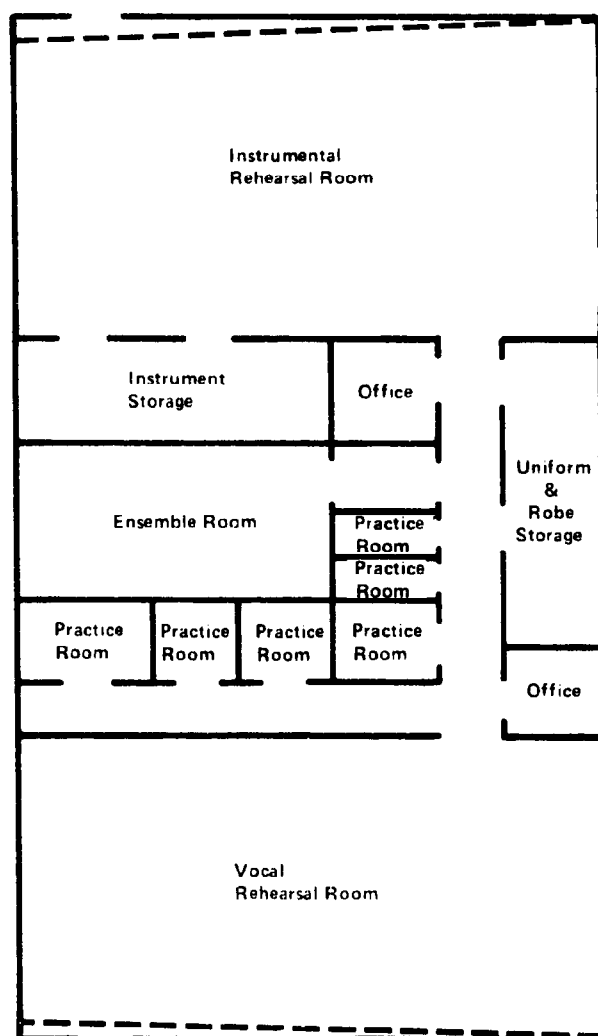 Instrumental
Rehearsal Room
Instrument
Storage
Office
Uniform
&
Robe
Storage
Ensemble Room
Practice
Room
Practice
Room
Practice
Room
Practice
Room
Practice
Room
Practice
Room
Office
Vocal
Rehearsal Room